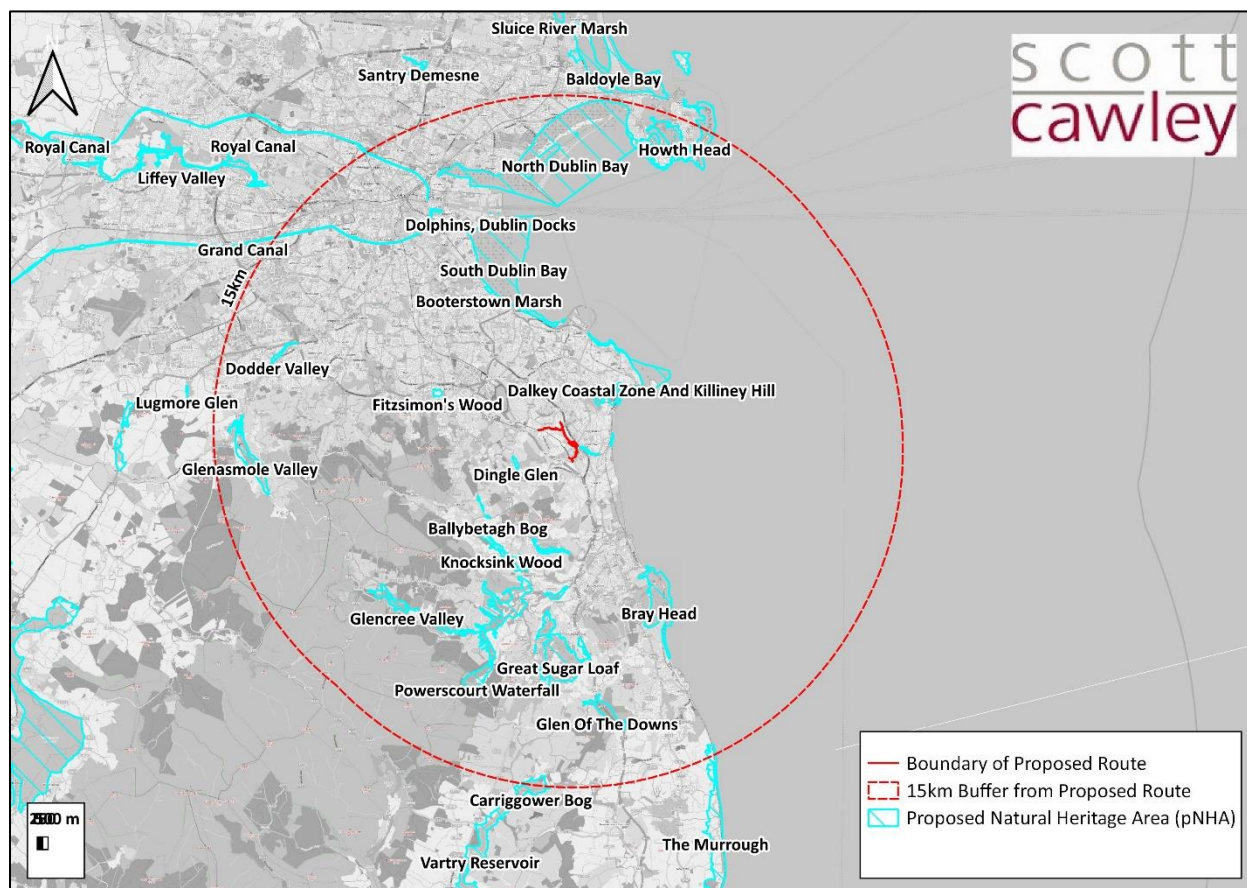 Sluice River Marsh
N
scott
cawley
Santry Demesne
Baldoyle Bay
Royal Canal
Royal Canal
Howth Head
North Dublin Bay
Liffey Valley
Dolphins, Dublin Docks
Grand Canal
South Dublin Bay
15km
Booterstown Marsh
Dodder Valley
Dalkey Coastal Zone And Killiney Hill
Lugmore Glen
Fitzsimon's Wood
Glenasmole Valley
Dingle Glen
Ballybetagh Bog
Knocksink Wood
Glencree Valley
Bray Head
Great Sugar Loaf
Powerscourt Waterfall
Glen Of The Downs
Carriggower Bog
The Murrough
Vartry Reservoir
Boundary of Proposed Route
15km Buffer from Proposed Route
Proposed Natural Heritage Area (pNHA)